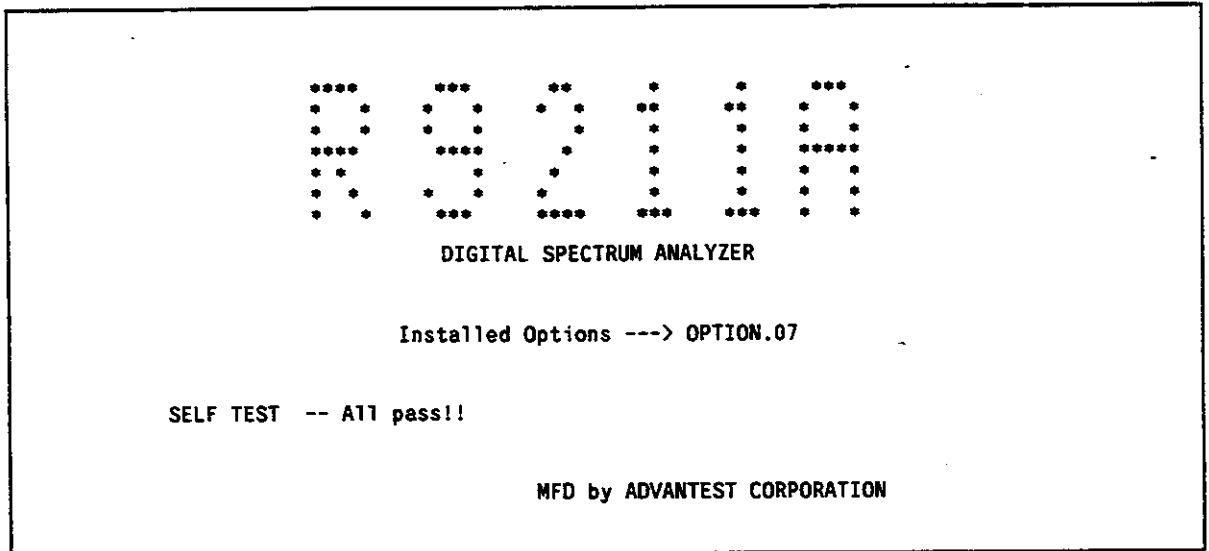 R9211A
DIGITAL SPECTRUM ANALYZER
Installed Options ---> OPTION.07
SELF TEST -- All pass!!
MFD by ADVANTEST CORPORATION